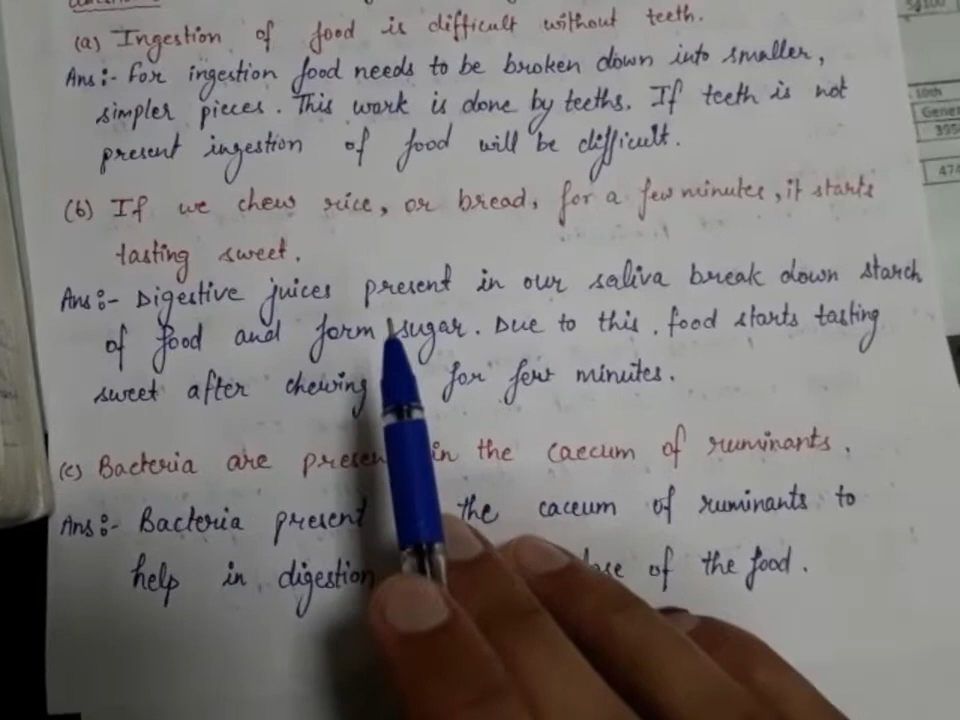 (a) Ingestion of food is difficult without teeth.
Ans:- For ingestion food needs to be broken down into smaller,
simpler pieces. This work is done by teeths. If teeth is not
present ingestion of food will be difficult.
(b) If we chew rice, or bread, for a few minutes, it starts
tasting sweet.
Ans:- Digestive juices present in our saliva break down starch
of food and form sugar. Due to this, food starts tasting
sweet after chewing for few minutes.
(c) Bacteria are present in the caecum of ruminants.
Ans:- Bacteria present the caceum of ruminants to
help in digestion of the food.
10th
Gener